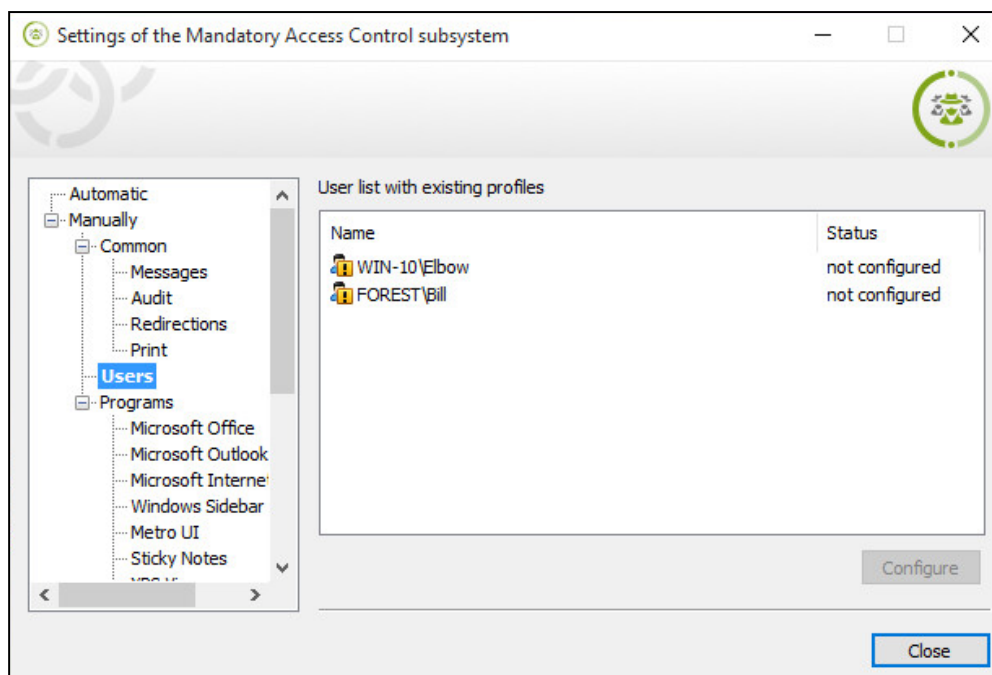 Settings of the Mandatory Access Control subsystem
Automatic
Manually
Common
Messages
Audit
Redirections
Print
Users
Programs
Microsoft Office
Microsoft Outlook
Microsoft Interne
Windows Sidebar
Metro UI
Sticky Notes
User list with existing profiles
Name Status
WIN-10\Elbow not configured
FOREST\Bill not configured
Configure
Close